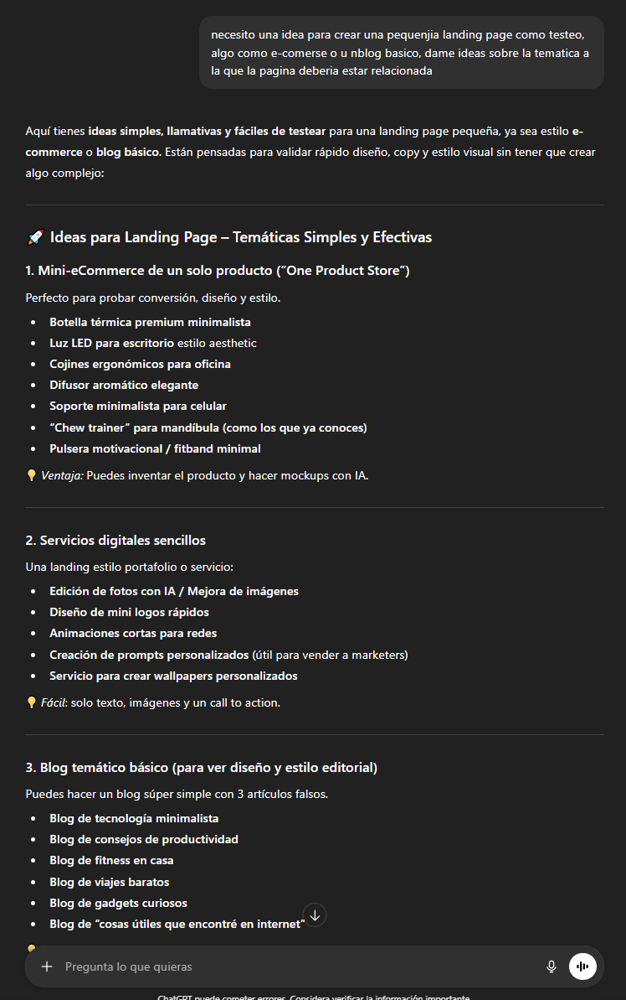 necesito una idea para crear una pequenjia landing page como testeo,
algo como e-comerse o u nblog basico, dame ideas sobre la tematica a
la que la pagina deberia estar relacionada
Aquí tienes ideas simples, llamativas y fáciles de testear para una landing page pequeña, ya sea estilo e-
commerce o blog básico. Están pensadas para validar rápido diseño, copy y estilo visual sin tener que crear
algo complejo:
🚀 Ideas para Landing Page – Temáticas Simples y Efectivas
1. Mini-eCommerce de un solo producto (“One Product Store”)
Perfecto para probar conversión, diseño y estilo.
• Botella térmica premium minimalista
• Luz LED para escritorio estilo aesthetic
• Cojines ergonómicos para oficina
• Difusor aromático elegante
• Soporte minimalista para celular
• “Chew trainer” para mandíbula (como los que ya conoces)
• Pulsera motivacional / fitband minimal
💡 Ventaja: Puedes inventar el producto y hacer mockups con IA.
2. Servicios digitales sencillos
Una landing estilo portafolio o servicio:
• Edición de fotos con IA / Mejora de imágenes
• Diseño de mini logos rápidos
• Animaciones cortas para redes
• Creación de prompts personalizados (útil para vender a marketers)
• Servicio para crear wallpapers personalizados
💡 Fácil: solo texto, imágenes y un call to action.
3. Blog temático básico (para ver diseño y estilo editorial)
Puedes hacer un blog súper simple con 3 artículos falsos.
• Blog de tecnología minimalista
• Blog de consejos de productividad
• Blog de fitness en casa
• Blog de viajes baratos
• Blog de gadgets curiosos
• Blog de “cosas útiles que encontré en internet”
Pregunta lo que quieras
ChatGPT puede cometer errores. Considera verificar la información importante.